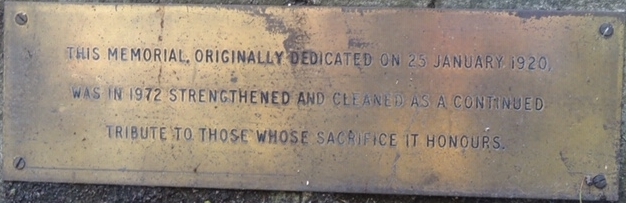 THIS MEMORIAL, ORIGINALLY DEDICATED ON 25 JANUARY 1920,
WAS IN 1972 STRENGTHENED AND CLEANED AS A CONTINUED
TRIBUTE TO THOSE WHOSE SACRIFICE IT HONOURS.